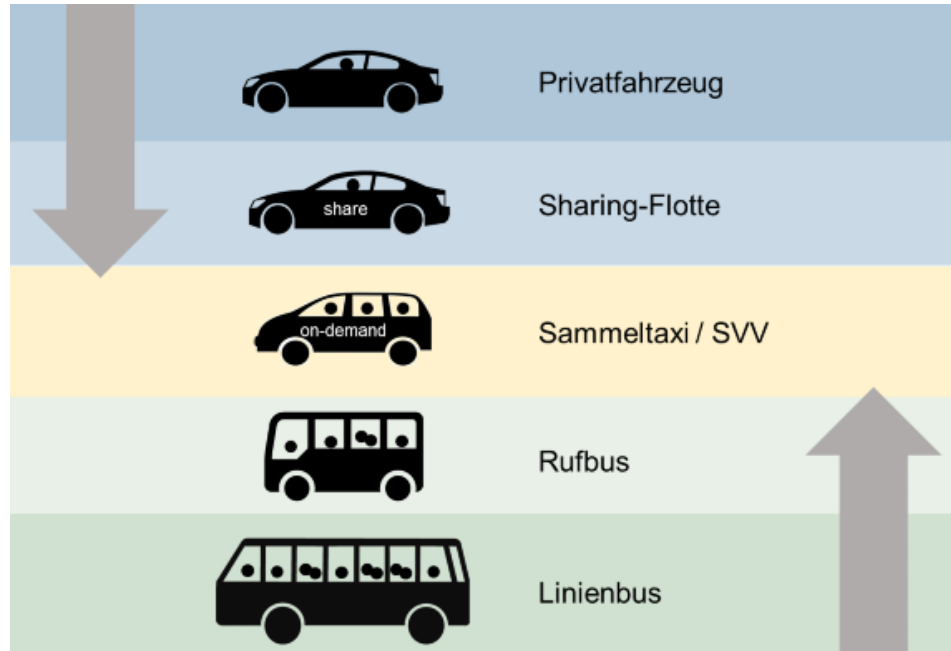 Privatfahrzeug
share
Sharing-Flotte
on-demand
Sammeltaxi / SVV
Rufbus
Linienbus